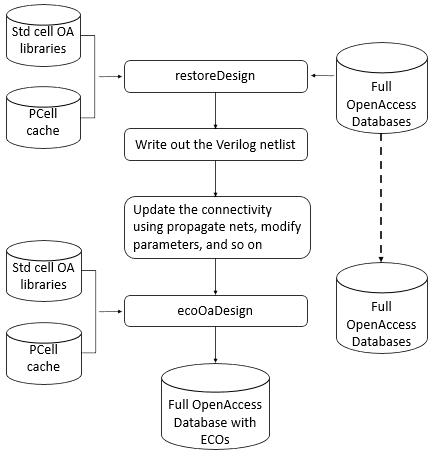 Std cell OA
libraries
PCell
cache
restoreDesign
Full
OpenAccess
Databases
Write out the Verilog netlist
Update the connectivity
using propagate nets, modify
parameters, and so on
Std cell OA
libraries
PCell
cache
ecoOaDesign
Full
OpenAccess
Databases
Full OpenAccess
Database with
ECOs